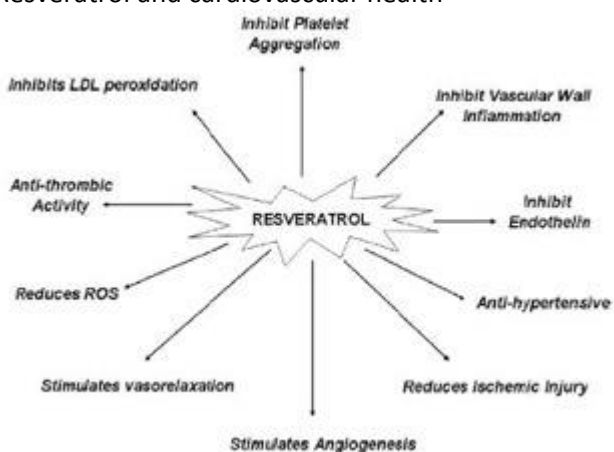 Resveratrol and cardiovascular health
Inhibit Platelet
Aggregation
Inhibits LDL peroxidation
Inhibit Vascular Wall
Inflammation
Anti-thrombic
Activity
RESVERATROL
Inhibit
Endothelin
Reduces ROS
Anti-hypertensive
Stimulates vasorelaxation
Reduces Ischemic Injury
Stimulates Angiogenesis